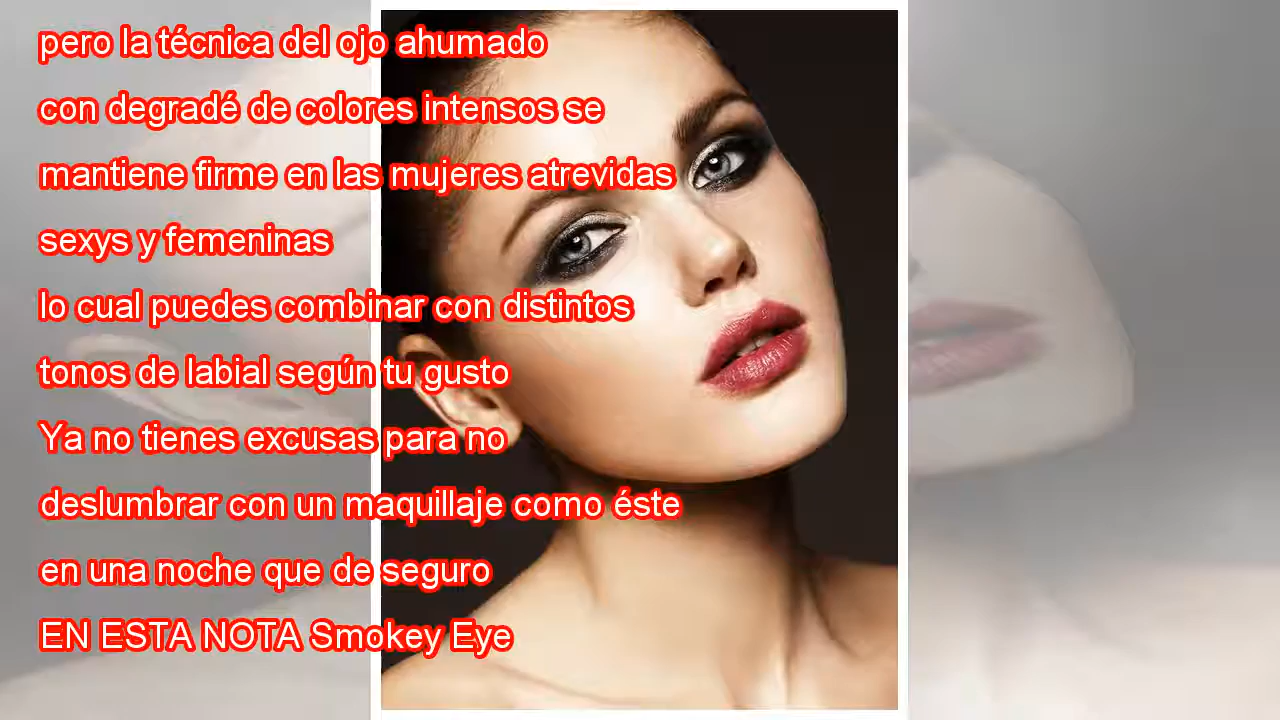 pero la técnica del ojo ahumado
con degradé de colores intensos se
mantiene firme en las mujeres atrevidas
sexys y femeninas
lo cual puedes combinar con distintos
tonos de labial según tu gusto
Ya no tienes excusas para no
deslumbrar con un maquillaje como éste
en una noche que de seguro
EN ESTA NOTA Smokey Eye